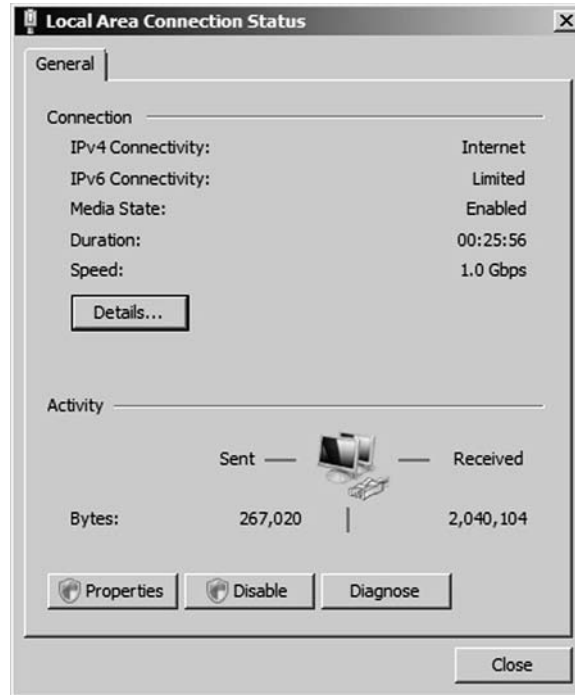 Local Area Connection Status
General
Connection
IPv4 Connectivity: Internet
IPv6 Connectivity: Limited
Media State: Enabled
Duration: 00:25:56
Speed: 1.0 Gbps
Details...
Activity
Sent Received
Bytes: 267,020 2,040,104
Properties Disable Diagnose
Close